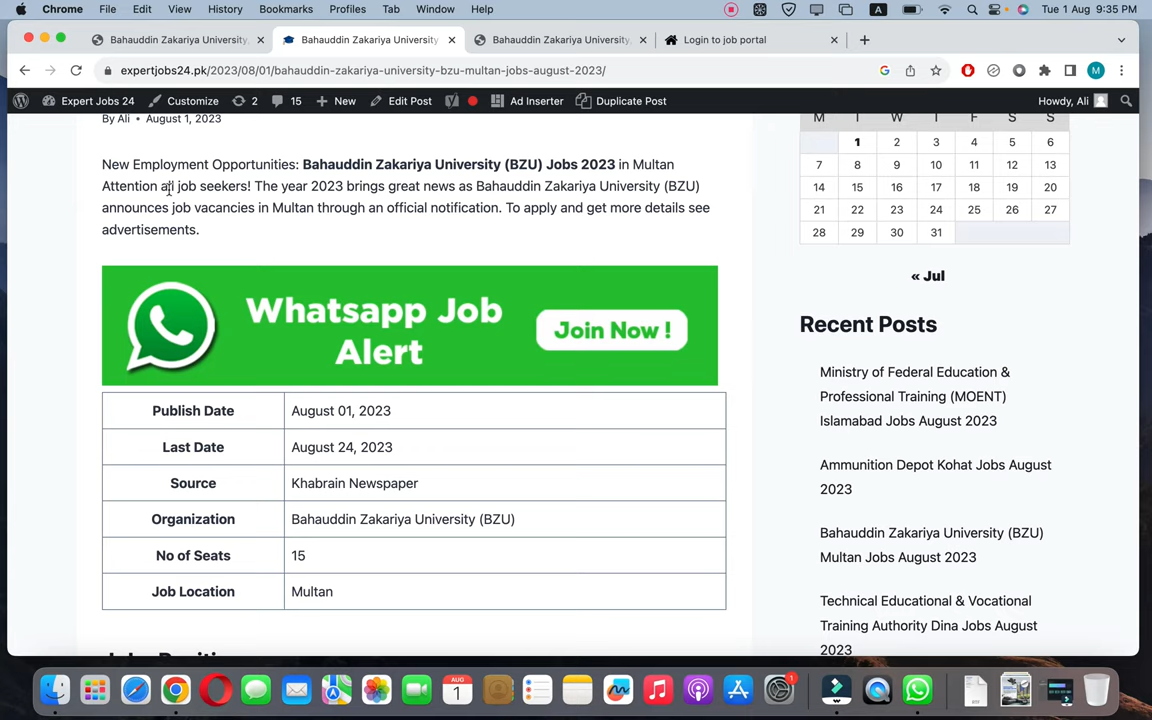 Chrome File Edit View History Bookmarks Profiles Tab Window Help A Tue 1 Aug 9:35 PM
Bahauddin Zakariya University, Bahauddin Zakariya University Bahauddin Zakariya University, Login to job portal
expertjobs24.pk/2023/08/01/bahauddin-zakariya-university-bzu-multan-jobs-august-2023/ M
Expert Jobs 24 Customize 2 15 New Edit Post Ad Inserter Duplicate Post Howdy, Ali
By Ali • August 1, 2023
New Employment Opportunities: Bahauddin Zakariya University (BZU) Jobs 2023 in Multan
Attention all job seekers! The year 2023 brings great news as Bahauddin Zakariya University (BZU)
announces job vacancies in Multan through an official notification. To apply and get more details see
advertisements.
Whatsapp Job
Alert
Join Now !
Publish Date August 01, 2023
Last Date August 24, 2023
Source Khabrain Newspaper
Organization Bahauddin Zakariya University (BZU)
No of Seats 15
Job Location Multan
M T W T F S S
1 2 3 4 5 6
7 8 9 10 11 12 13
14 15 16 17 18 19 20
21 22 23 24 25 26 27
28 29 30 31
« Jul
Recent Posts
Ministry of Federal Education &
Professional Training (MOENT)
Islamabad Jobs August 2023
Ammunition Depot Kohat Jobs August
2023
Bahauddin Zakariya University (BZU)
Multan Jobs August 2023
Technical Educational & Vocational
Training Authority Dina Jobs August
2023
AUG
1
1